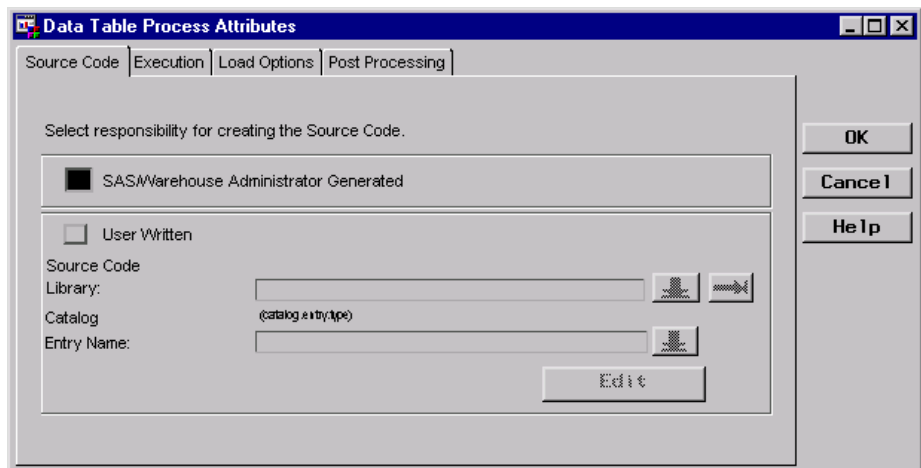 Data Table Process Attributes
Source Code Execution Load Options Post Processing
Select responsibility for creating the Source Code.
OK
SAS/Warehouse Administrator Generated
Cancel
User Written
Help
Source Code
Library:
Catalog (catalog.entry.type)
Entry Name:
Edit